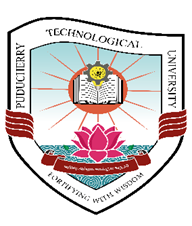 PUDUCHERRY
TECHNOLOGICAL
UNIVERSITY
FORTIFYING WITH WISDOM